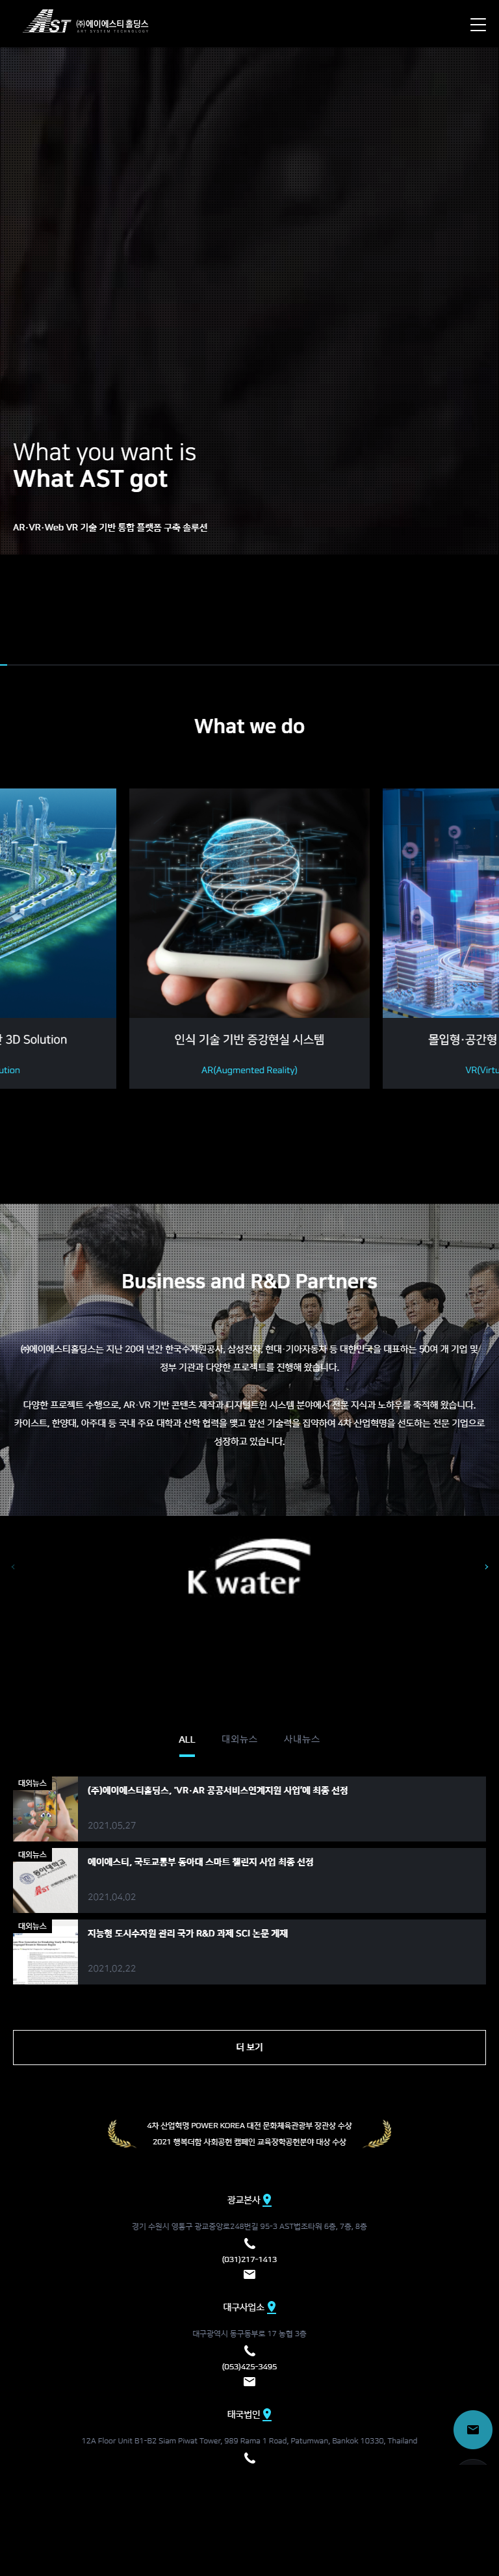 AST ㈜에이에스티 홀딩스
ART SYSTEM TECHNOLOGY
What you want is
What AST got
AR·VR·Web VR 기술 기반 통합 플랫폼 구축 솔루션
What we do
3D Solution
인식 기술 기반 증강현실 시스템
몰입형·공간형
ution
AR(Augmented Reality)
VR(Virtu
Business and R&D Partners
㈜에이에스티홀딩스는 지난 20여 년간 한국수자원공사, 삼성전자, 현대·기아자동차 등 대한민국을 대표하는 50여 개 기업 및
정부 기관과 다양한 프로젝트를 진행해 왔습니다.
다양한 프로젝트 수행으로, AR·VR 기반 콘텐츠 제작과 디지털트윈 시스템 분야에서 전문 지식과 노하우를 축적해 왔습니다.
카이스트, 한양대, 아주대 등 국내 주요 대학과 산학 협력을 맺고 앞선 기술력을 집약하여 4차 산업혁명을 선도하는 전문 기업으로
성장하고 있습니다.
K water
ALL 대외뉴스 사내뉴스
대외뉴스
(주)에이에스티홀딩스, 'VR·AR 공공서비스연계지원 사업'에 최종 선정
2021.05.27
대외뉴스
에이에스티, 국토교통부 동아대 스마트 챌린지 사업 최종 선정
동아대학교
AST
2021.04.02
대외뉴스
지능형 도시수자원 관리 국가 R&D 과제 SCI 논문 게재
2021.02.22
더 보기
4차 산업혁명 POWER KOREA 대전 문화체육관광부 장관상 수상
2021 행복더함 사회공헌 캠페인 교육장학공헌분야 대상 수상
광교본사
경기 수원시 영통구 광교중앙로248번길 95-3 AST법조타워 6층, 7층, 8층
(031)217-1413
대구사업소
대구광역시 동구동부로 17 농협 3층
(053)425-3495
태국법인
12A Floor Unit B1-B2 Siam Piwat Tower, 989 Rama 1 Road, Patumwan, Bankok 10330, Thailand